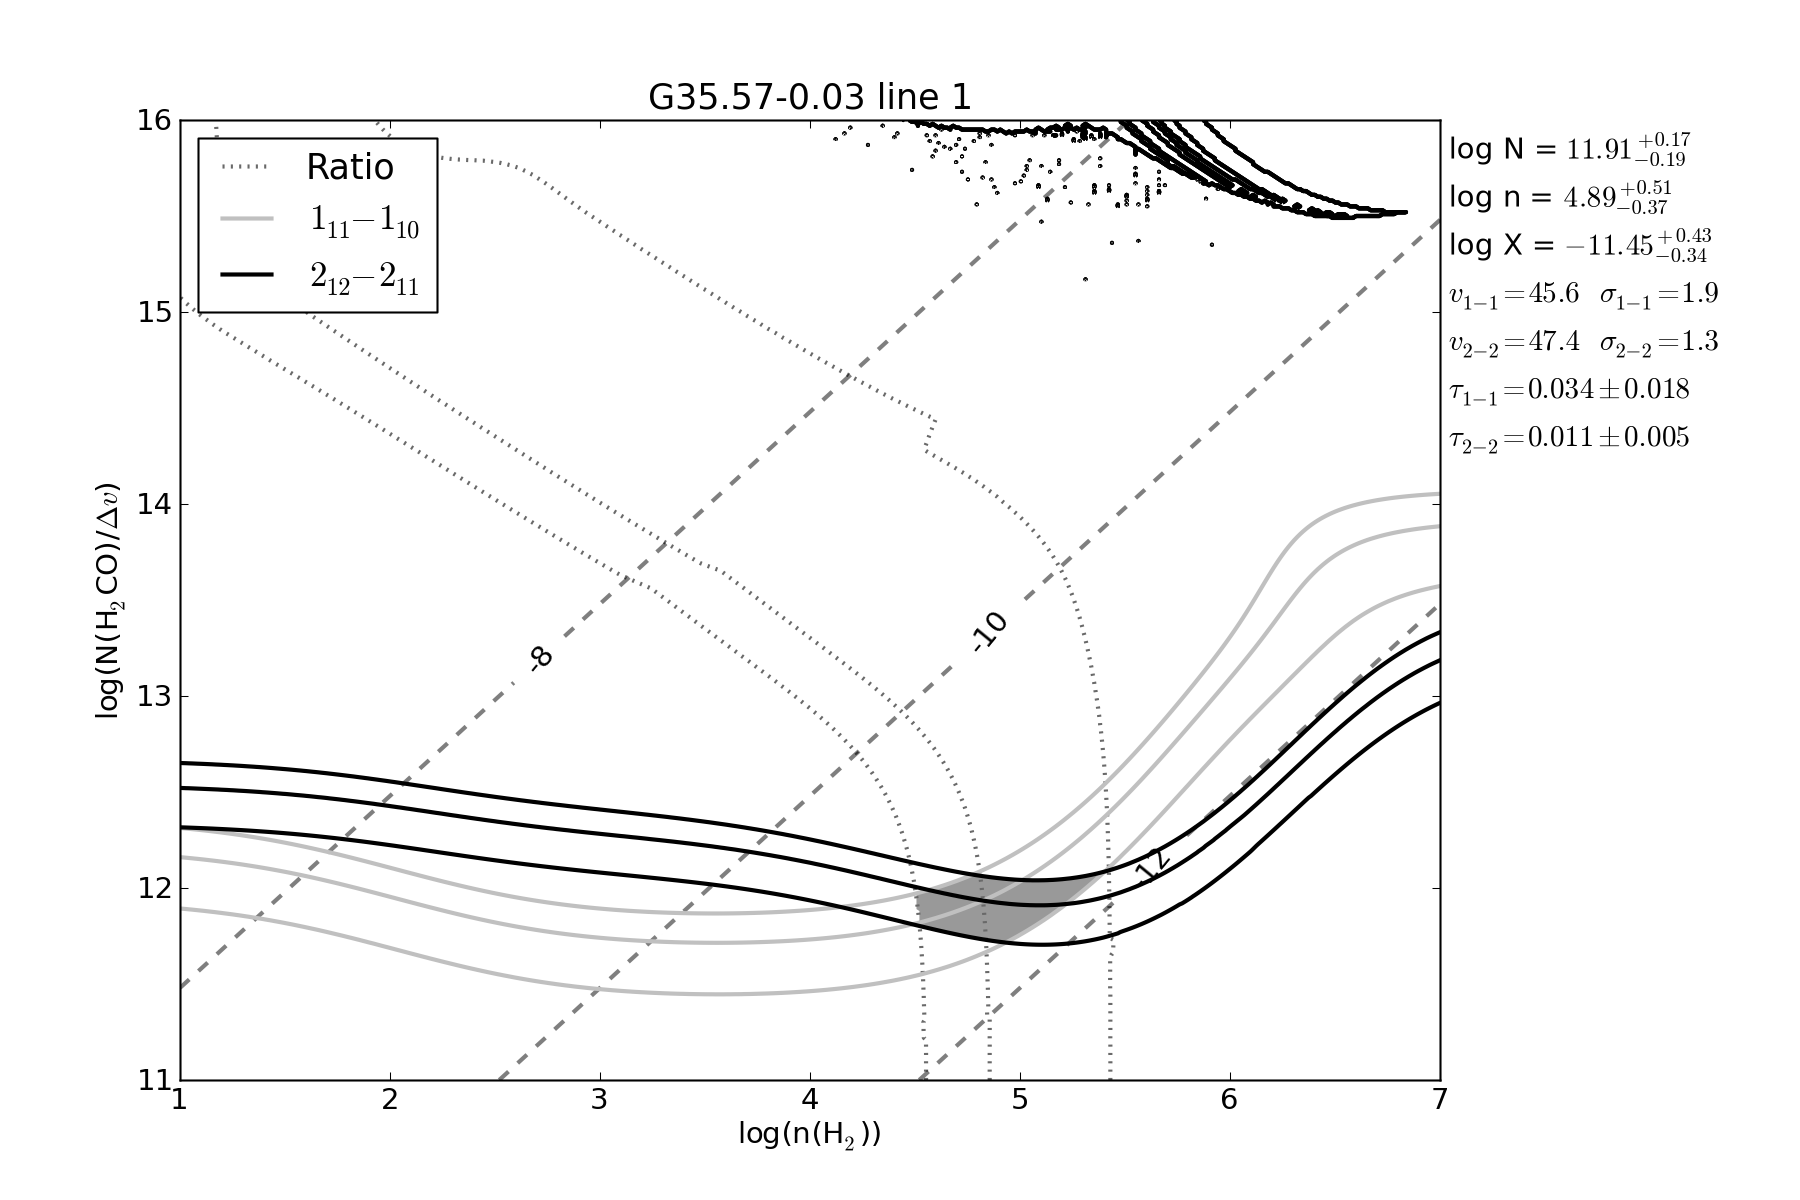 G35.57-0.03 line 1
16
15
14
13
12
11
log(N(H₂CO)/Δv)
Ratio
1₁₁−1₁₀
2₁₂−2₁₁
-8
-10
-12
1
2
3
4
5
6
7
log(n(H₂))
log N = 11.91^{+0.17}_{−0.19}
log n = 4.89^{+0.51}_{−0.37}
log X = −11.45^{+0.43}_{−0.34}
v₁₋₁=45.6 σ₁₋₁=1.9
v₂₋₂=47.4 σ₂₋₂=1.3
τ₁₋₁=0.034±0.018
τ₂₋₂=0.011±0.005